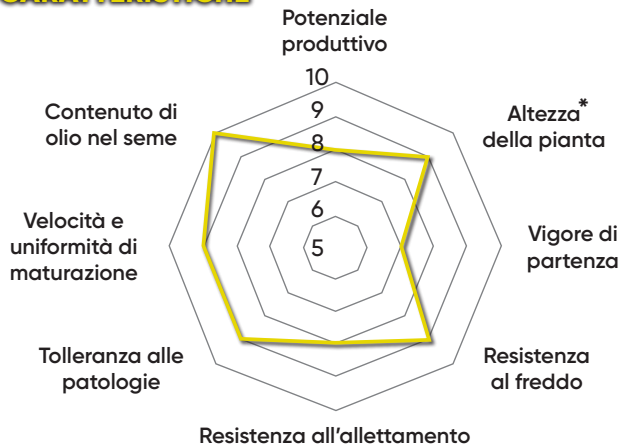 CARATTERISTICHE
Potenziale
produttivo
10
9
8
7
6
5
Altezza*
della pianta
Vigore di
partenza
Resistenza
al freddo
Resistenza all'allettamento
Tolleranza alle
patologie
Velocità e
uniformità di
maturazione
Contenuto di
olio nel seme